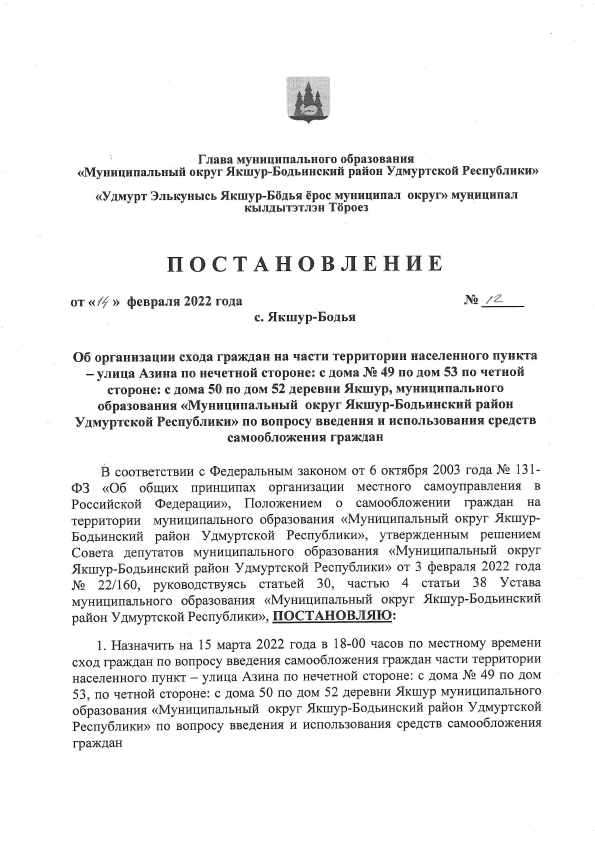 Глава муниципального образования
«Муниципальный округ Якшур-Бодьинский район Удмуртской Республики»
«Удмурт Элькунысь Якшур-Бӧдья ёрос муниципал округ» муниципал
кылдытэтлэн Тӧроез
ПОСТАНОВЛЕНИЕ
от «14» февраля 2022 года № 12
с. Якшур-Бодья
Об организации схода граждан на части территории населенного пункта
– улица Азина по нечетной стороне: с дома № 49 по дом 53 по четной
стороне: с дома 50 по дом 52 деревни Якшур, муниципального
образования «Муниципальный округ Якшур-Бодьинский район
Удмуртской Республики» по вопросу введения и использования средств
самообложения граждан
В соответствии с Федеральным законом от 6 октября 2003 года № 131-
ФЗ «Об общих принципах организации местного самоуправления в
Российской Федерации», Положением о самообложении граждан на
территории муниципального образования «Муниципальный округ Якшур-
Бодьинский район Удмуртской Республики», утвержденным решением
Совета депутатов муниципального образования «Муниципальный округ
Якшур-Бодьинский район Удмуртской Республики» от 3 февраля 2022 года
№ 22/160, руководствуясь статьей 30, частью 4 статьи 38 Устава
муниципального образования «Муниципальный округ Якшур-Бодьинский
район Удмуртской Республики», ПОСТАНОВЛЯЮ:
1. Назначить на 15 марта 2022 года в 18-00 часов по местному времени
сход граждан по вопросу введения самообложения граждан части территории
населенного пункт – улица Азина по нечетной стороне: с дома № 49 по дом
53, по четной стороне: с дома 50 по дом 52 деревни Якшур муниципального
образования «Муниципальный округ Якшур-Бодьинский район Удмуртской
Республики» по вопросу введения и использования средств самообложения
граждан